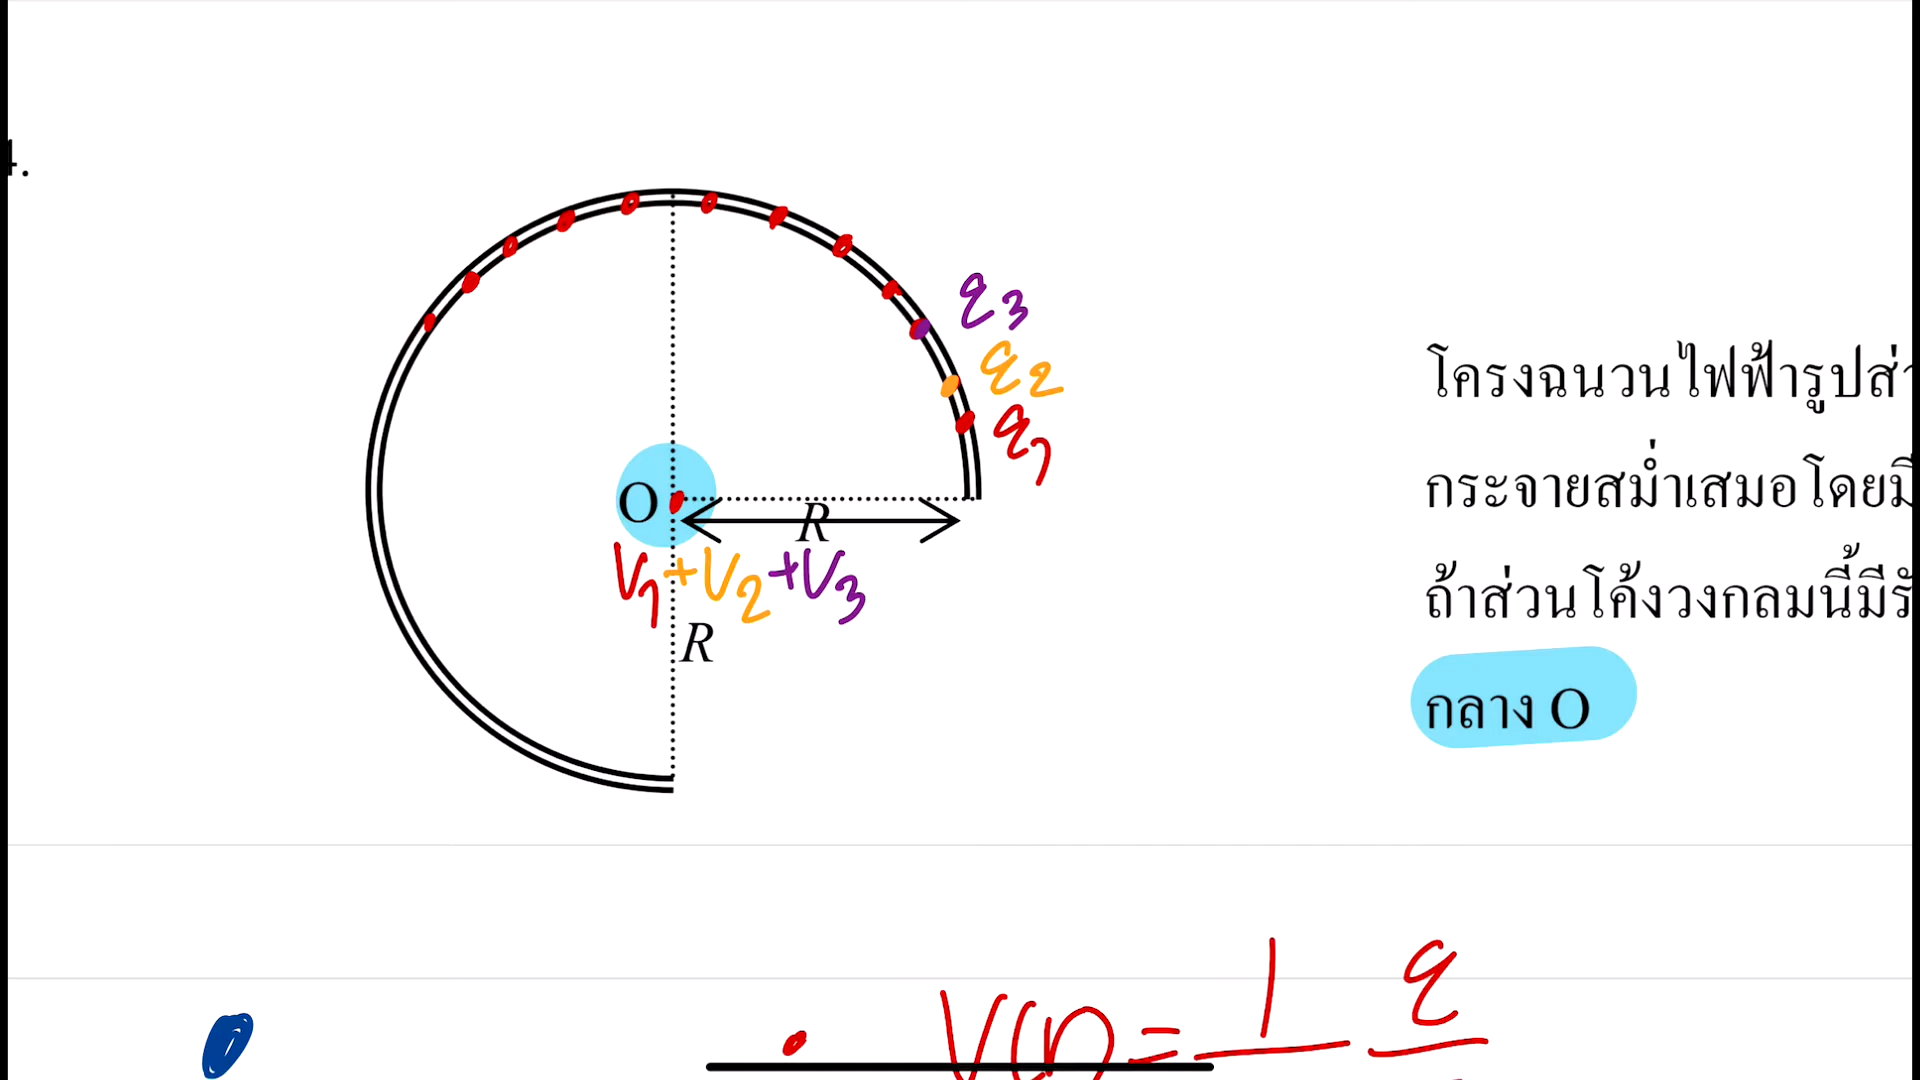 4.
q3
q2
q1
O
R
V1+V2+V3
R
โครงฉนวนไฟฟ้ารูปส่
กระจายสม่ำเสมอโดยมี
ถ้าส่วนโค้งวงกลมนี้มีรั
กลาง O
V(r) = 1 q